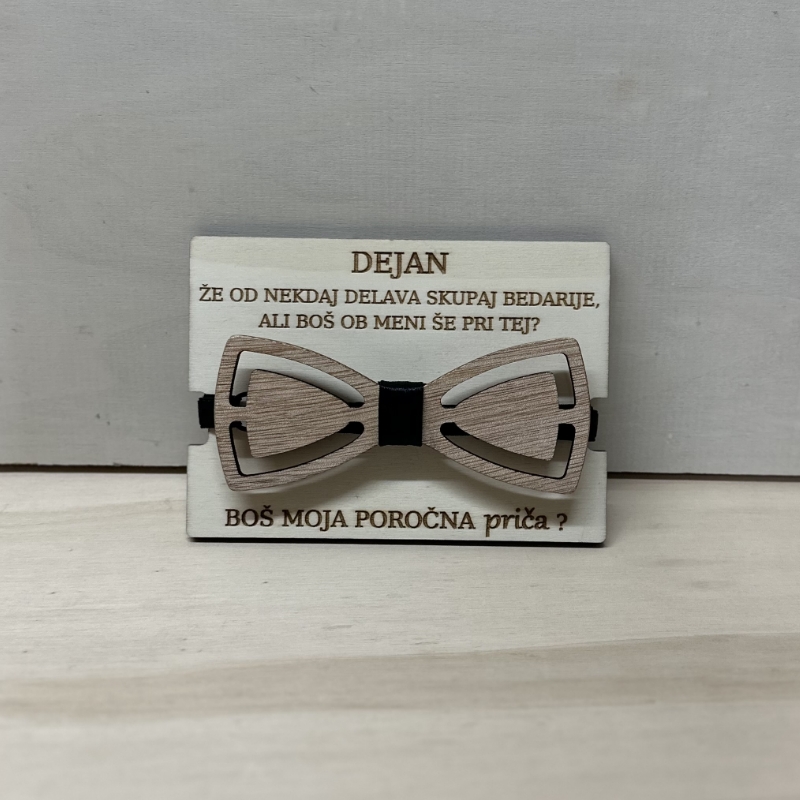 DEJAN
ŽE OD NEKDAJ DELAVA SKUPAJ BEDARIJE,
ALI BOŠ OB MENI ŠE PRI TEJ?
BOŠ MOJA POROČNA priča ?